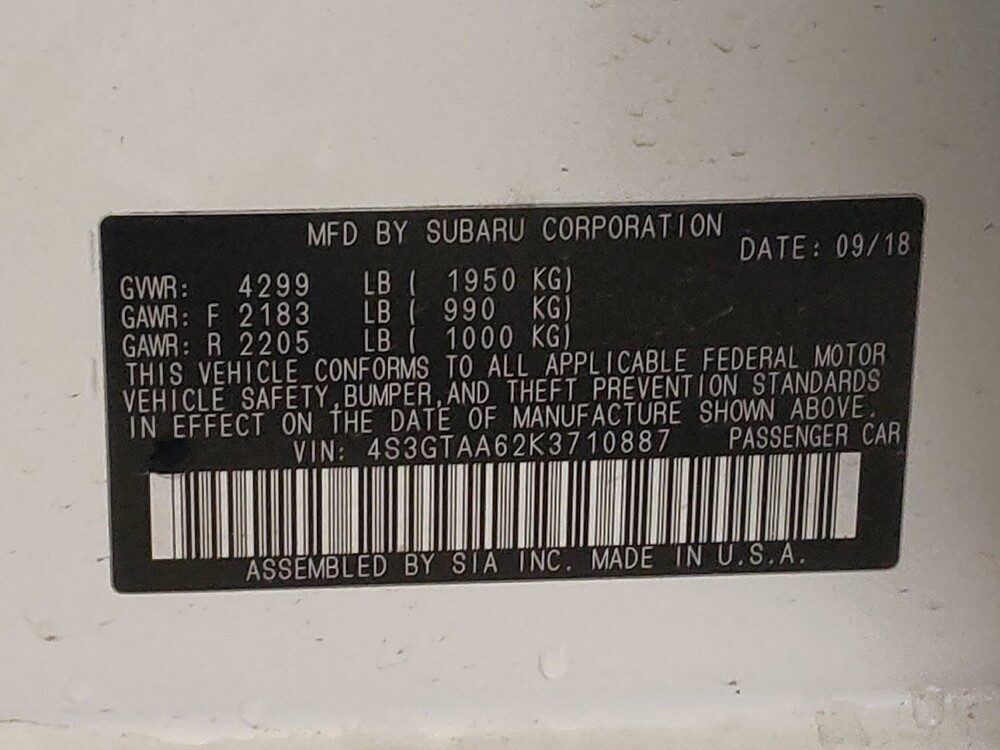 MFD BY SUBARU CORPORATION
DATE: 09/18
GVWR: 4299 LB ( 1950 KG)
GAWR: F 2183 LB ( 990 KG)
GAWR: R 2205 LB ( 1000 KG)
THIS VEHICLE CONFORMS TO ALL APPLICABLE FEDERAL MOTOR
VEHICLE SAFETY,BUMPER,AND THEFT PREVENTION STANDARDS
IN EFFECT ON THE DATE OF MANUFACTURE SHOWN ABOVE.
VIN: 4S3GTAA62K3710887 PASSENGER CAR
ASSEMBLED BY SIA INC. MADE IN U.S.A.